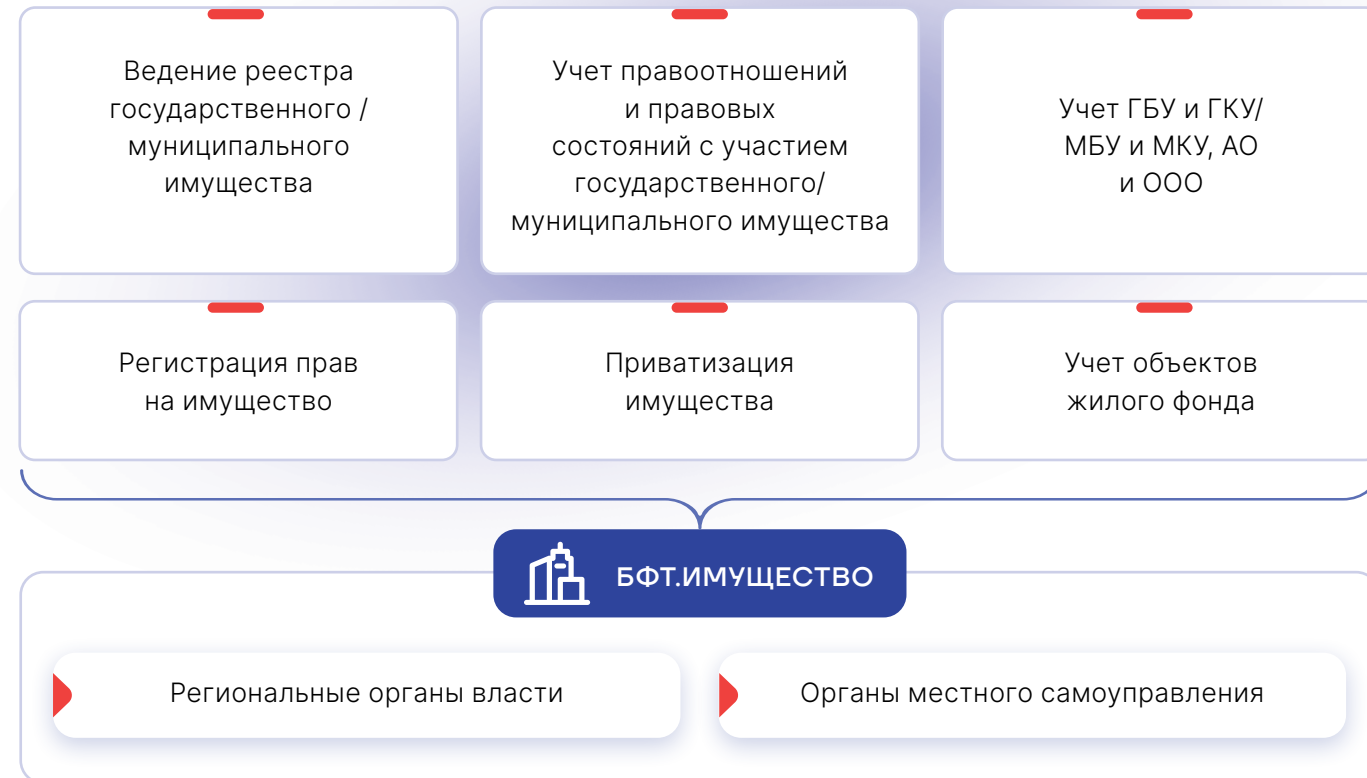 Ведение реестра
государственного /
муниципального
имущества
Учет правоотношений
и правовых
состояний с участием
государственного/
муниципального имущества
Учет ГБУ и ГКУ/
МБУ и МКУ, АО
и ООО
Регистрация прав
на имущество
Приватизация
имущества
Учет объектов
жилого фонда
БФТ.ИМУЩЕСТВО
Региональные органы власти
Органы местного самоуправления